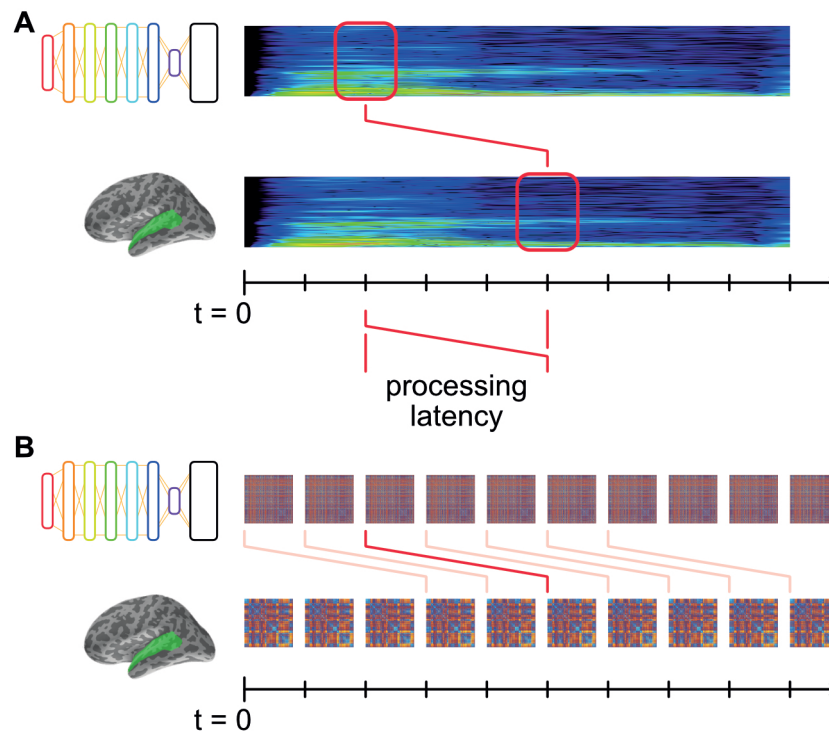 A
t = 0
processing
latency
B
t = 0